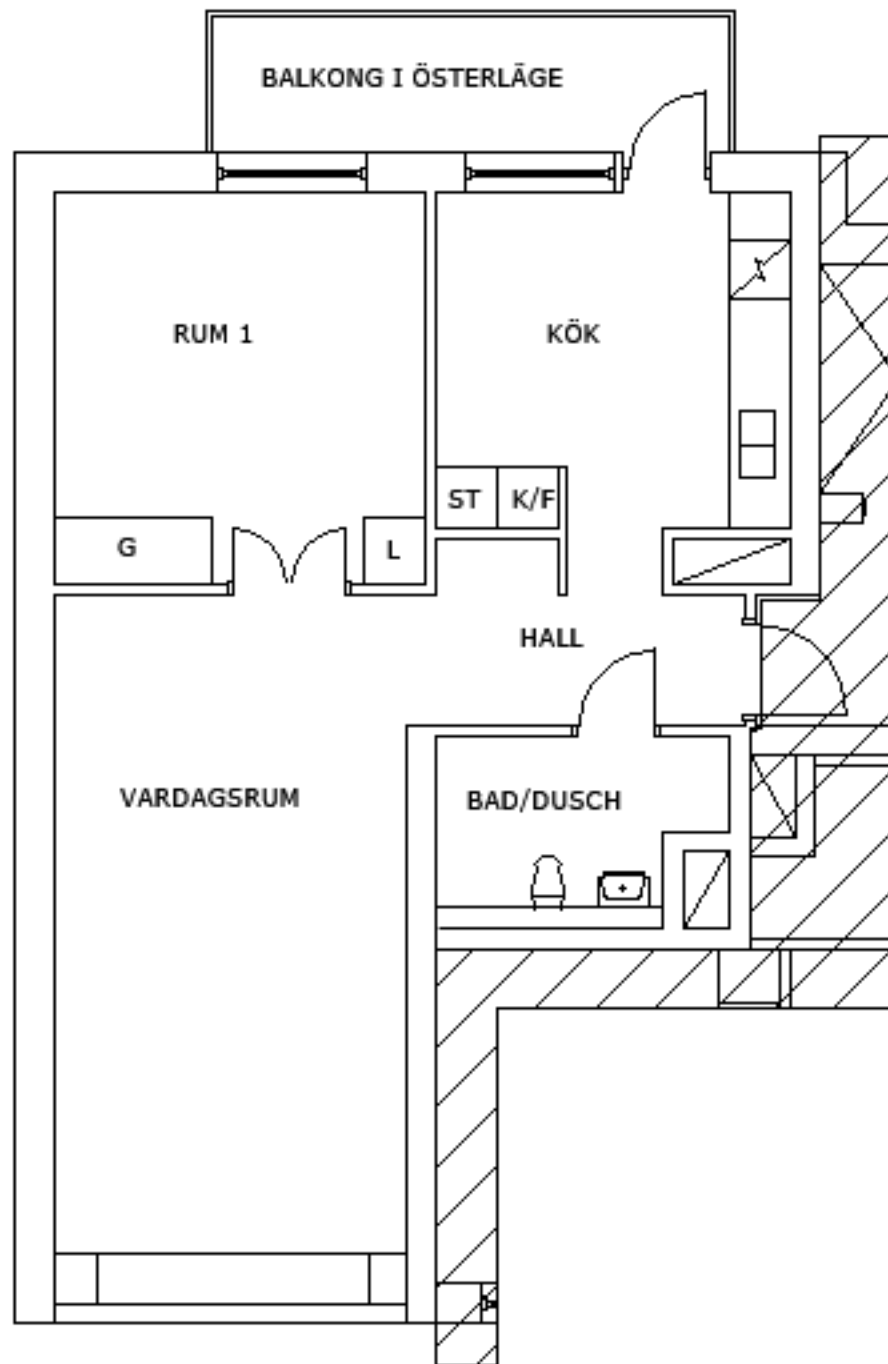 BALKONG I ÖSTERLÄGE
RUM 1
KÖK
ST
K/F
G
L
HALL
VARDAGSRUM
BAD/DUSCH